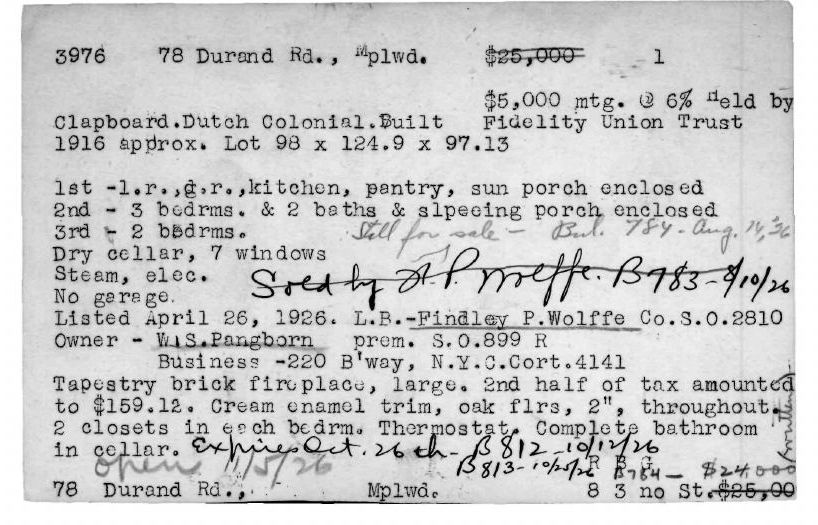 3976 78 Durand Rd., Mplwd. $25,000 1
$5,000 mtg. @ 6% Held by
Clapboard.Dutch Colonial.Built Fidelity Union Trust
1916 approx. Lot 98 x 124.9 x 97.13
1st -l.r.,d.r.,kitchen, pantry, sun porch enclosed
2nd - 3 bedrms. & 2 baths & slpeeing porch enclosed
3rd - 2 bedrms. Still for sale - Bul. 784 - Aug. 14, 26
Dry cellar, 7 windows
Steam, elec. Sold by F. P. Wolffe. B783-8/10/26
No garage.
Listed April 26, 1926. L.B.-Findley P.Wolffe Co.S.O.2810
Owner - W.S.Pangborn prem. S.O.899 R
Business -220 B'way, N.Y.C.Cort.4141
Tapestry brick fireplace, large. 2nd half of tax amounted
to $159.12. Cream enamel trim, oak flrs, 2", throughout.
2 closets in each bedrm. Thermostat. Complete bathroom
in cellar. Expires Oct. 26th - B812-10/12/26
open 11/5/26 B813-10/25/26 R B G B784 - $24000
78 Durand Rd., Mplwd. 8 3 no St. $25,00